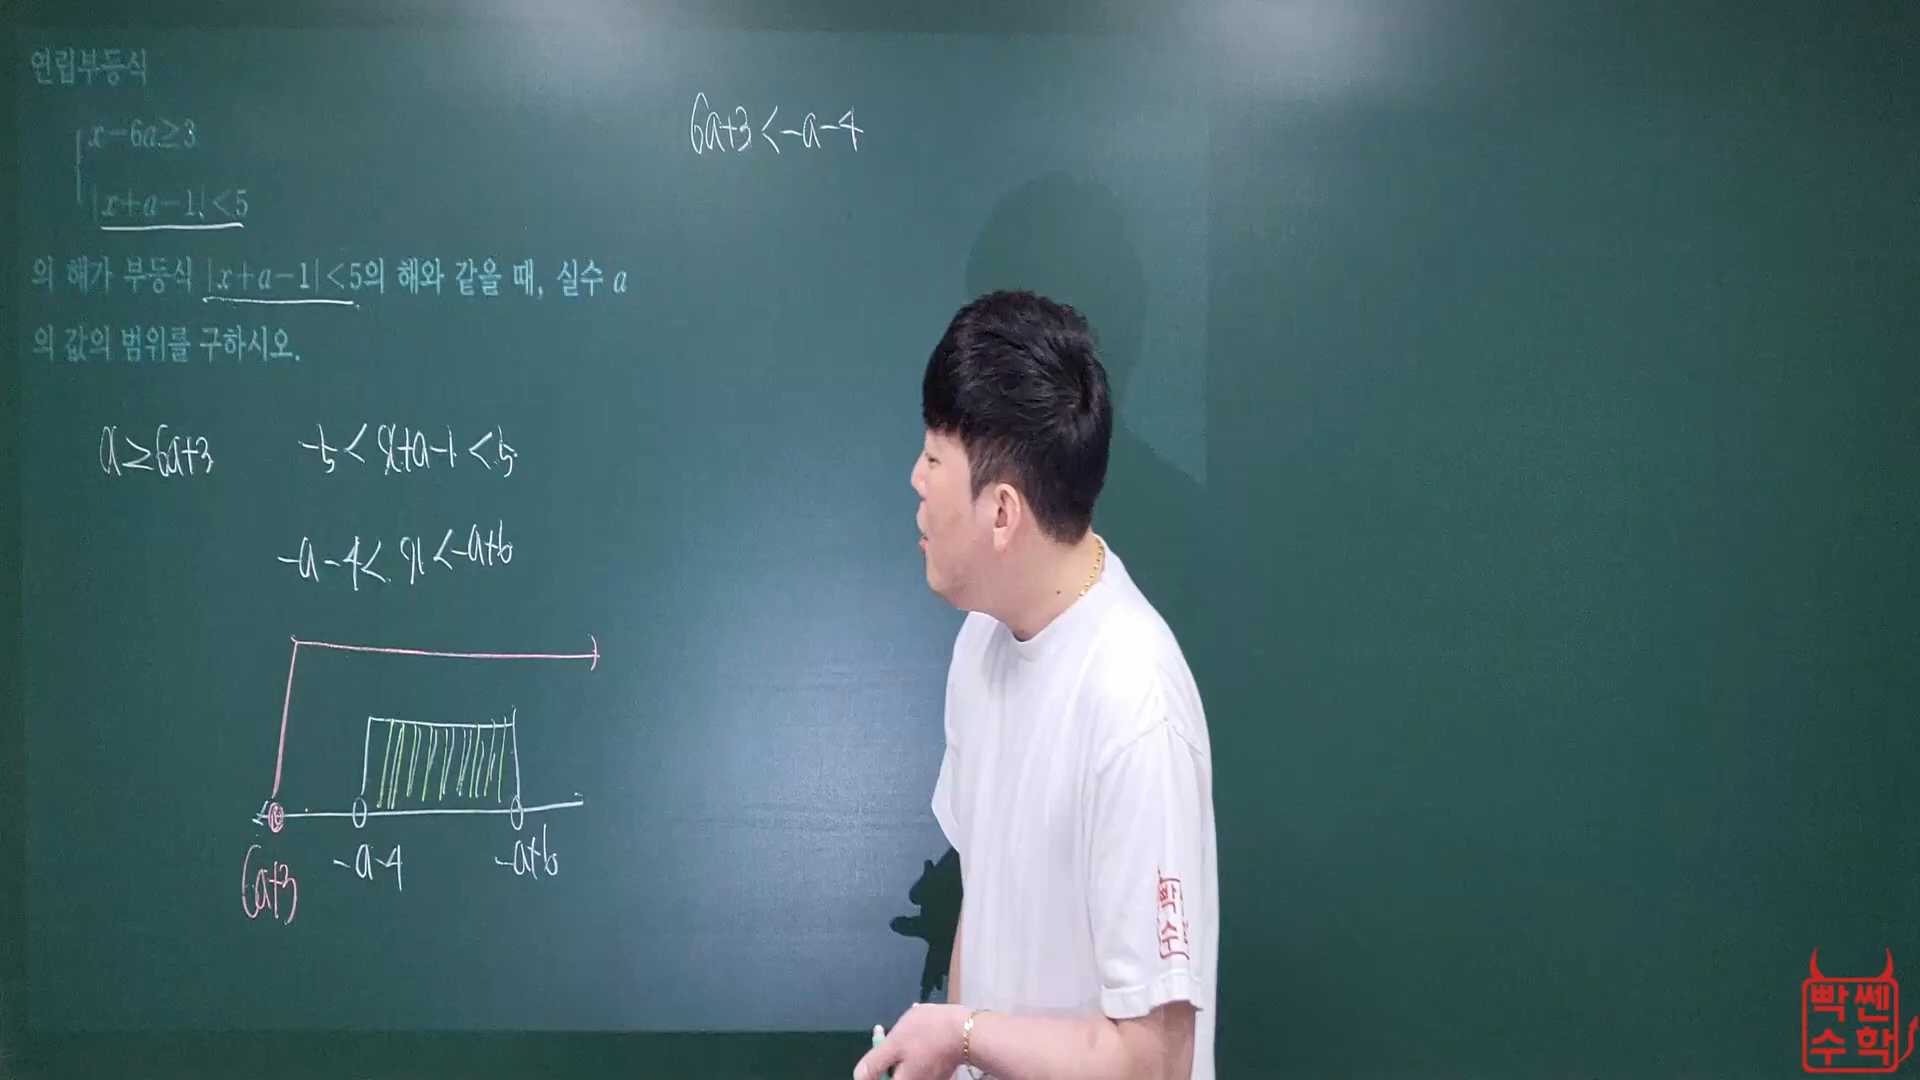 연립부등식
x-6a≥3
|x+a-1|<5
의 해가 부등식 |x+a-1|<5의 해와 같을 때, 실수 a
의 값의 범위를 구하시오.
6a+3<-a-4
x≥6a+3
-5<x+a-1<5
-a-4<x<-a+6
6a+3
-a-4
-a+6
빡쎈
수학